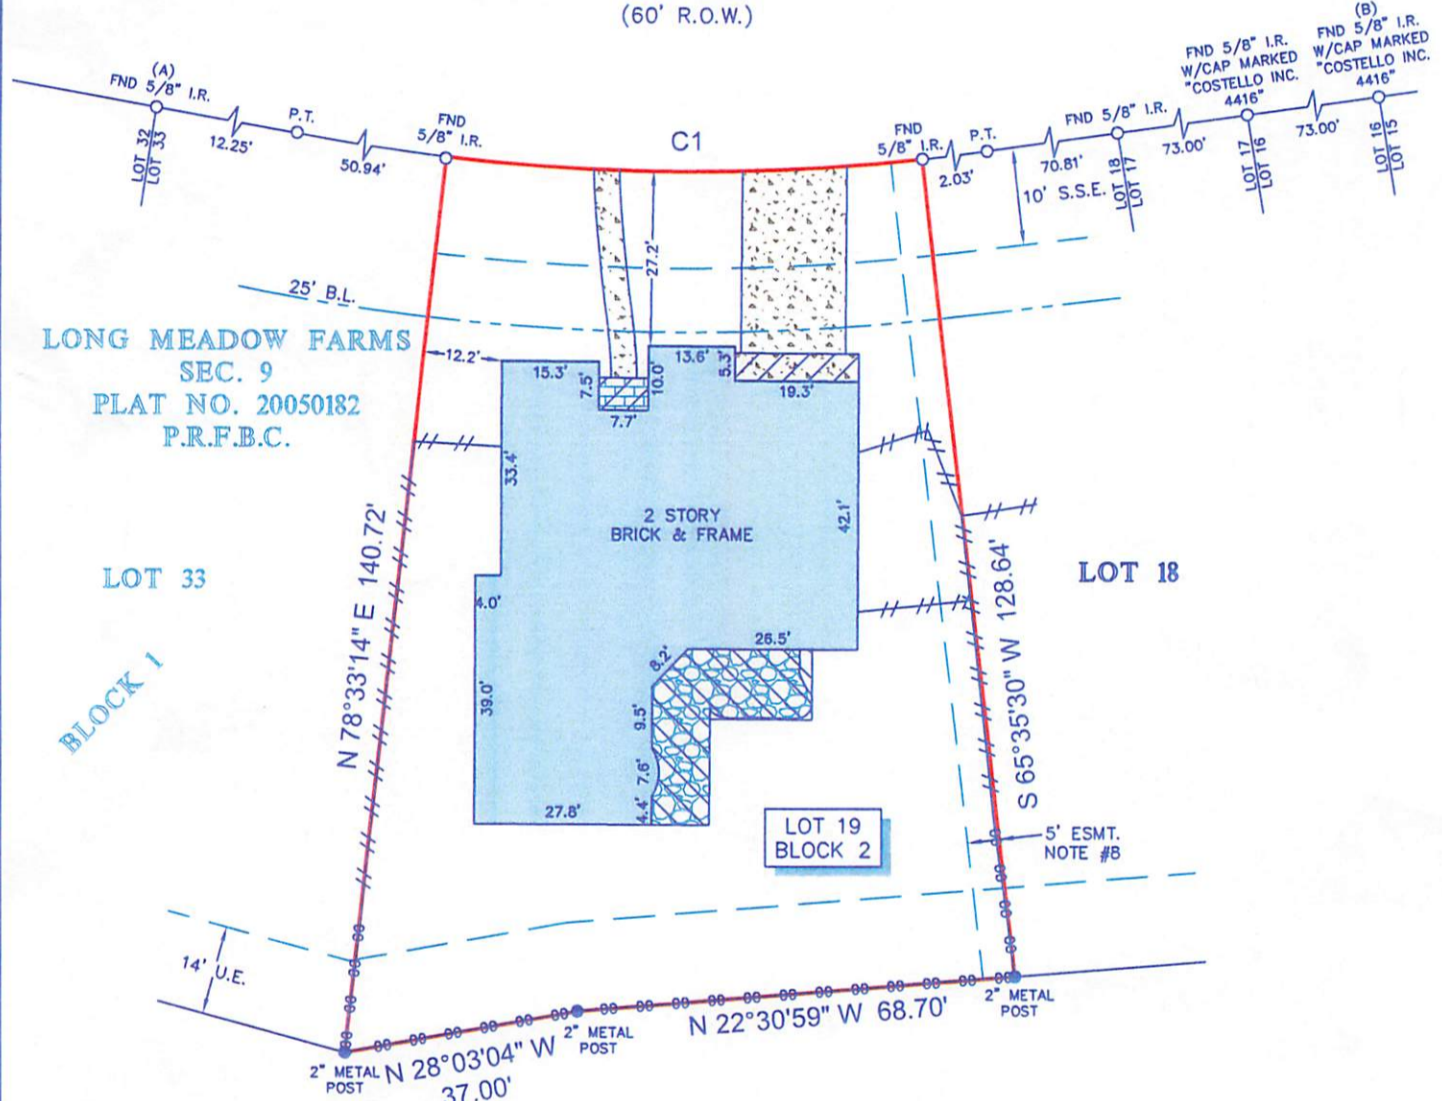 (60' R.O.W.)
(A)
FND 5/8" I.R.
12.25'
P.T.
50.94'
FND
5/8" I.R.
C1
FND
5/8" I.R.
P.T.
2.03'
70.81'
FND 5/8" I.R.
73.00'
FND 5/8" I.R.
W/CAP MARKED
"COSTELLO INC.
4416"
73.00'
(B)
FND 5/8" I.R.
W/CAP MARKED
"COSTELLO INC.
4416"
LOT 32
LOT 33
LOT 18
LOT 17
LOT 17
LOT 16
LOT 16
LOT 15
10' S.S.E.
27.2'
25' B.L.
LONG MEADOW FARMS
SEC. 9
PLAT NO. 20050182
P.R.F.B.C.
12.2'
15.3'
7.5'
7.7'
10.0'
13.6'
5.3'
19.3'
33.4'
42.1'
2 STORY
BRICK & FRAME
LOT 33
BLOCK 1
LOT 18
N 78°33'14" E 140.72'
S 65°35'30" W 128.64'
4.0'
39.0'
27.8'
26.5'
8.2'
9.5'
7.6'
4.4'
LOT 19
BLOCK 2
5' ESMT.
NOTE #8
14' U.E.
2" METAL
POST
N 28°03'04" W
37.00'
2" METAL
POST
N 22°30'59" W 68.70'
2" METAL
POST